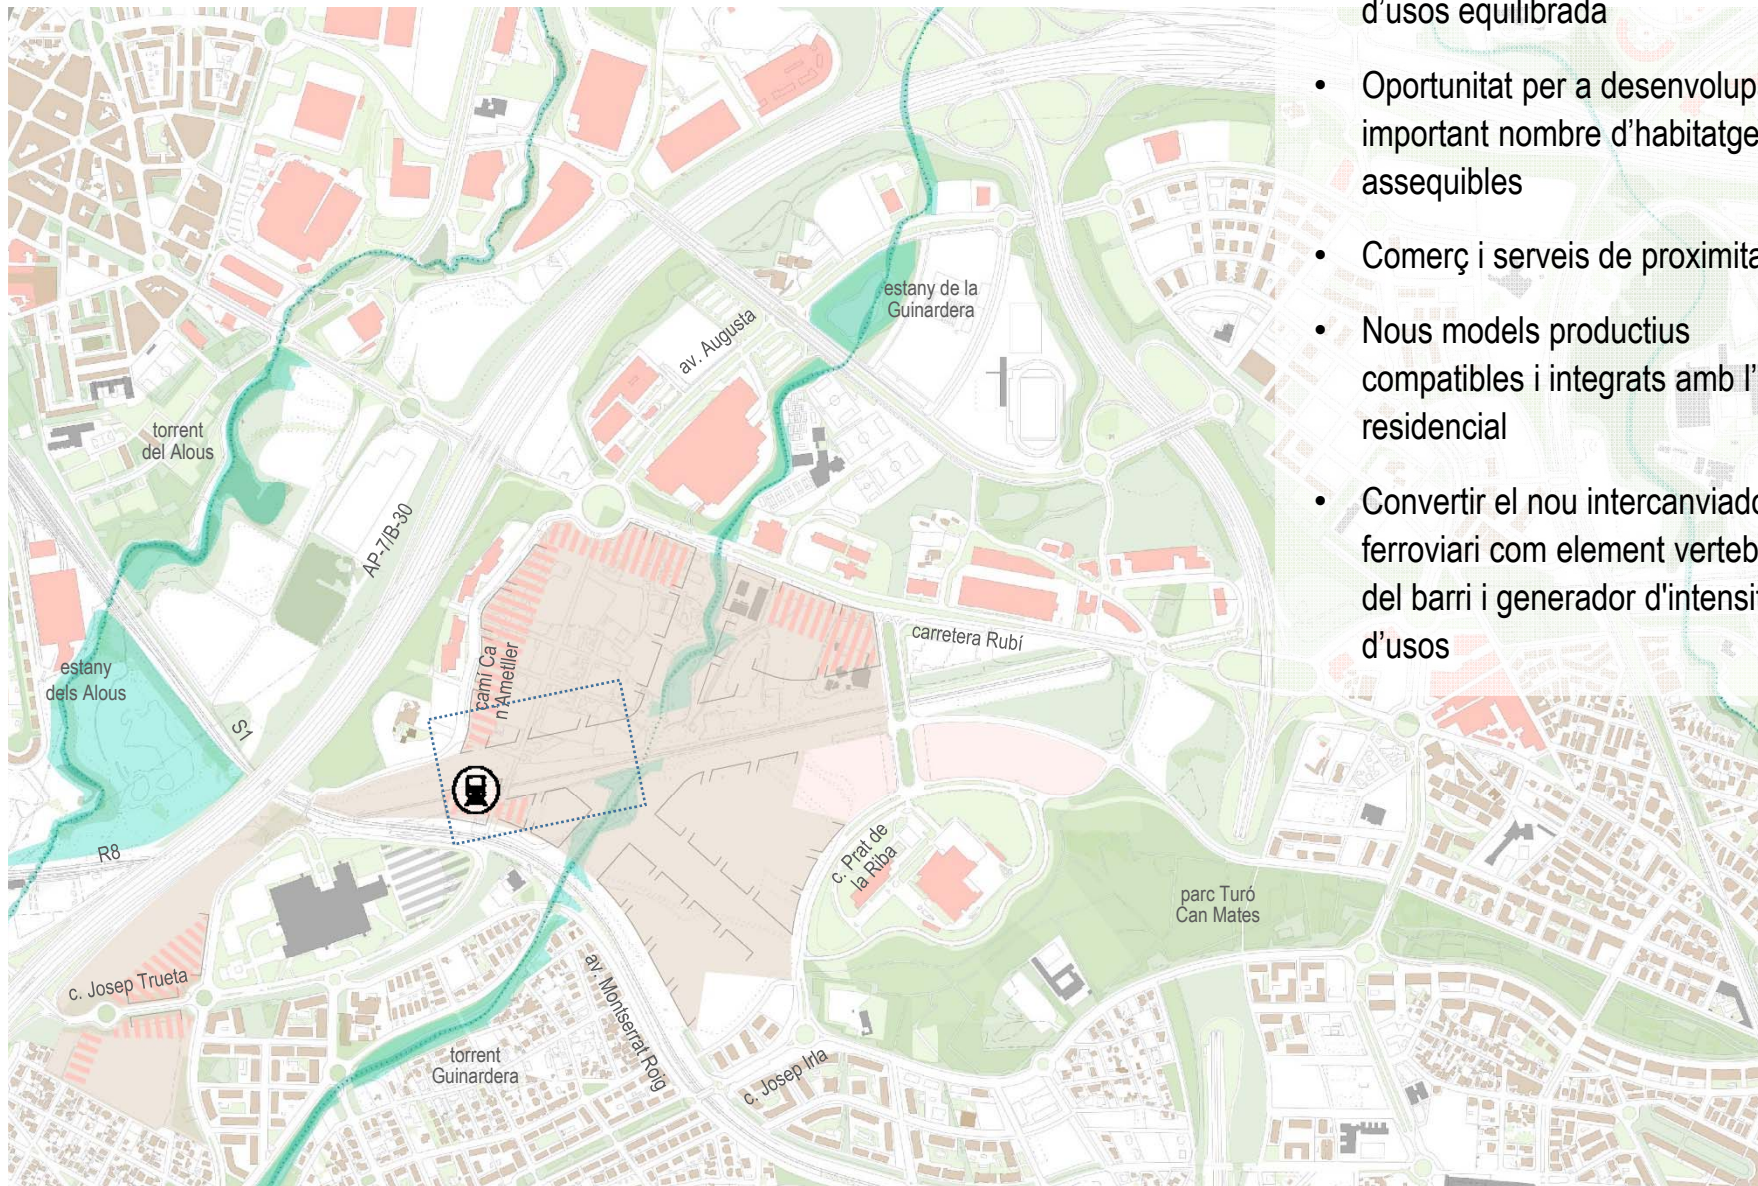 d’usos equilibrada
• Oportunitat per a desenvolup
important nombre d’habitatge
assequibles
• Comerç i serveis de proximita
• Nous models productius
compatibles i integrats amb l’
residencial
• Convertir el nou intercanviado
ferroviari com element verteb
del barri i generador d'intensit
d’usos
estany de la
Guinardera
av. Augusta
torrent
del Alous
AP-7/B-30
carretera Rubí
camí Ca
n Ametller
estany
dels Alous
S1
R8
c. Prat de
la Riba
parc Turó
Can Mates
c. Josep Trueta
av. Montserrat Roig
torrent
Guinardera
c. Josep Irla